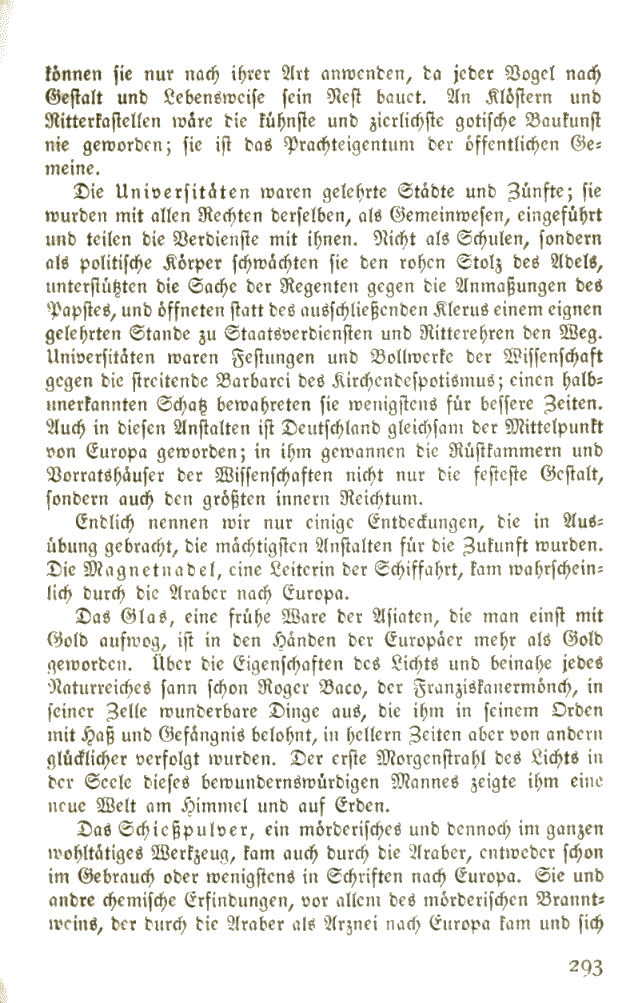 können sie nur nach ihrer Art anwenden, da jeder Vogel nach
Gestalt und Lebensweise sein Nest bauet. An Klöstern und
Ritterkastellen wäre die kühnste und zierlichste gotische Baukunst
nie geworden; sie ist das Prachteigentum der öffentlichen Ge-
meine.
Die Universitäten waren gelehrte Städte und Zünfte; sie
wurden mit allen Rechten derselben, als Gemeinwesen, eingeführt
und teilen die Verdienste mit ihnen. Nicht als Schulen, sondern
als politische Körper schwächten sie den rohen Stolz des Adels,
unterstützten die Sache der Regenten gegen die Anmaßungen des
Papstes, und öffneten statt des ausschließenden Klerus einem eignen
gelehrten Stande zu Staatsverdiensten und Ritterehren den Weg.
Universitäten waren Festungen und Bollwerke der Wissenschaft
gegen die streitende Barbarei des Kirchendespotismus; einen halb-
unerkannten Schatz bewahreten sie wenigstens für bessere Zeiten.
Auch in diesen Anstalten ist Deutschland gleichsam der Mittelpunkt
von Europa geworden; in ihm gewannen die Rüstkammern und
Vorratshäuser der Wissenschaften nicht nur die festeste Gestalt,
sondern auch den größten innern Reichtum.
Endlich nennen wir nur einige Entdeckungen, die in Aus-
übung gebracht, die mächtigsten Anstalten für die Zukunft wurden.
Die Magnetnadel, eine Leiterin der Schiffahrt, kam wahrschein-
lich durch die Araber nach Europa.
Das Glas, eine frühe Ware der Asiaten, die man einst mit
Gold aufwog, ist in den Händen der Europäer mehr als Gold
geworden. Über die Eigenschaften des Lichts und beinahe jedes
Naturreiches sann schon Roger Baco, der Franziskanermönch, in
seiner Zelle wunderbare Dinge aus, die ihm in seinem Orden
mit Haß und Gefängnis belohnt, in hellern Zeiten aber von andern
glücklicher verfolgt wurden. Der erste Morgenstrahl des Lichts in
der Seele dieses bewundernswürdigen Mannes zeigte ihm eine
neue Welt am Himmel und auf Erden.
Das Schießpulver, ein mörderisches und dennoch im ganzen
wohltätiges Werkzeug, kam auch durch die Araber, entweder schon
im Gebrauch oder wenigstens in Schriften nach Europa. Sie und
andre chemische Erfindungen, vor allem des mörderischen Brannt-
weins, der durch die Araber als Arznei nach Europa kam und sich
293